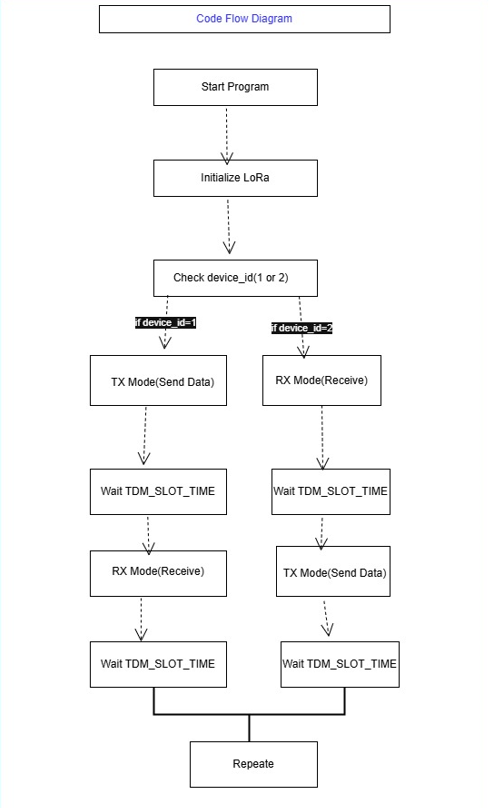 Code Flow Diagram
Start Program
Initialize LoRa
Check device_id(1 or 2)
if device_id=1
if device_id=2
TX Mode(Send Data)
RX Mode(Receive)
Wait TDM_SLOT_TIME
Wait TDM_SLOT_TIME
RX Mode(Receive)
TX Mode(Send Data)
Wait TDM_SLOT_TIME
Wait TDM_SLOT_TIME
Repeate